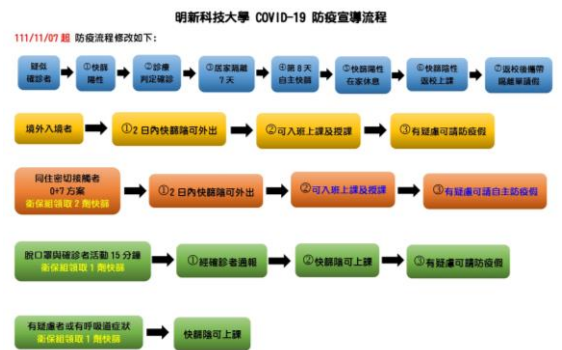 明新科技大學 COVID-19 防疫宣導流程
111/11/07 起 防疫流程修改如下：
疑似
確診者
①快篩
陽性
②診療
判定確診
③居家隔離
7 天
④第 8 天
自主快篩
⑤快篩陽性
在家休息
⑥快篩陰性
返校上課
⑦返校後攜帶
隔離單請假
境外入境者
①2 日內快篩陰可外出
②可入班上課及授課
③有疑慮可請防疫假
同住密切接觸者
0+7 方案
衛保組領取 2 劑快篩
①2 日內快篩陰可外出
②可入班上課及授課
③有疑慮可請自主防疫假
脫口罩與確診者活動 15 分鐘
衛保組領取 1 劑快篩
①經確診者通報
②快篩陰可上課
③有疑慮可請防疫假
有疑慮者或有呼吸道症狀
衛保組領取 1 劑快篩
快篩陰可上課